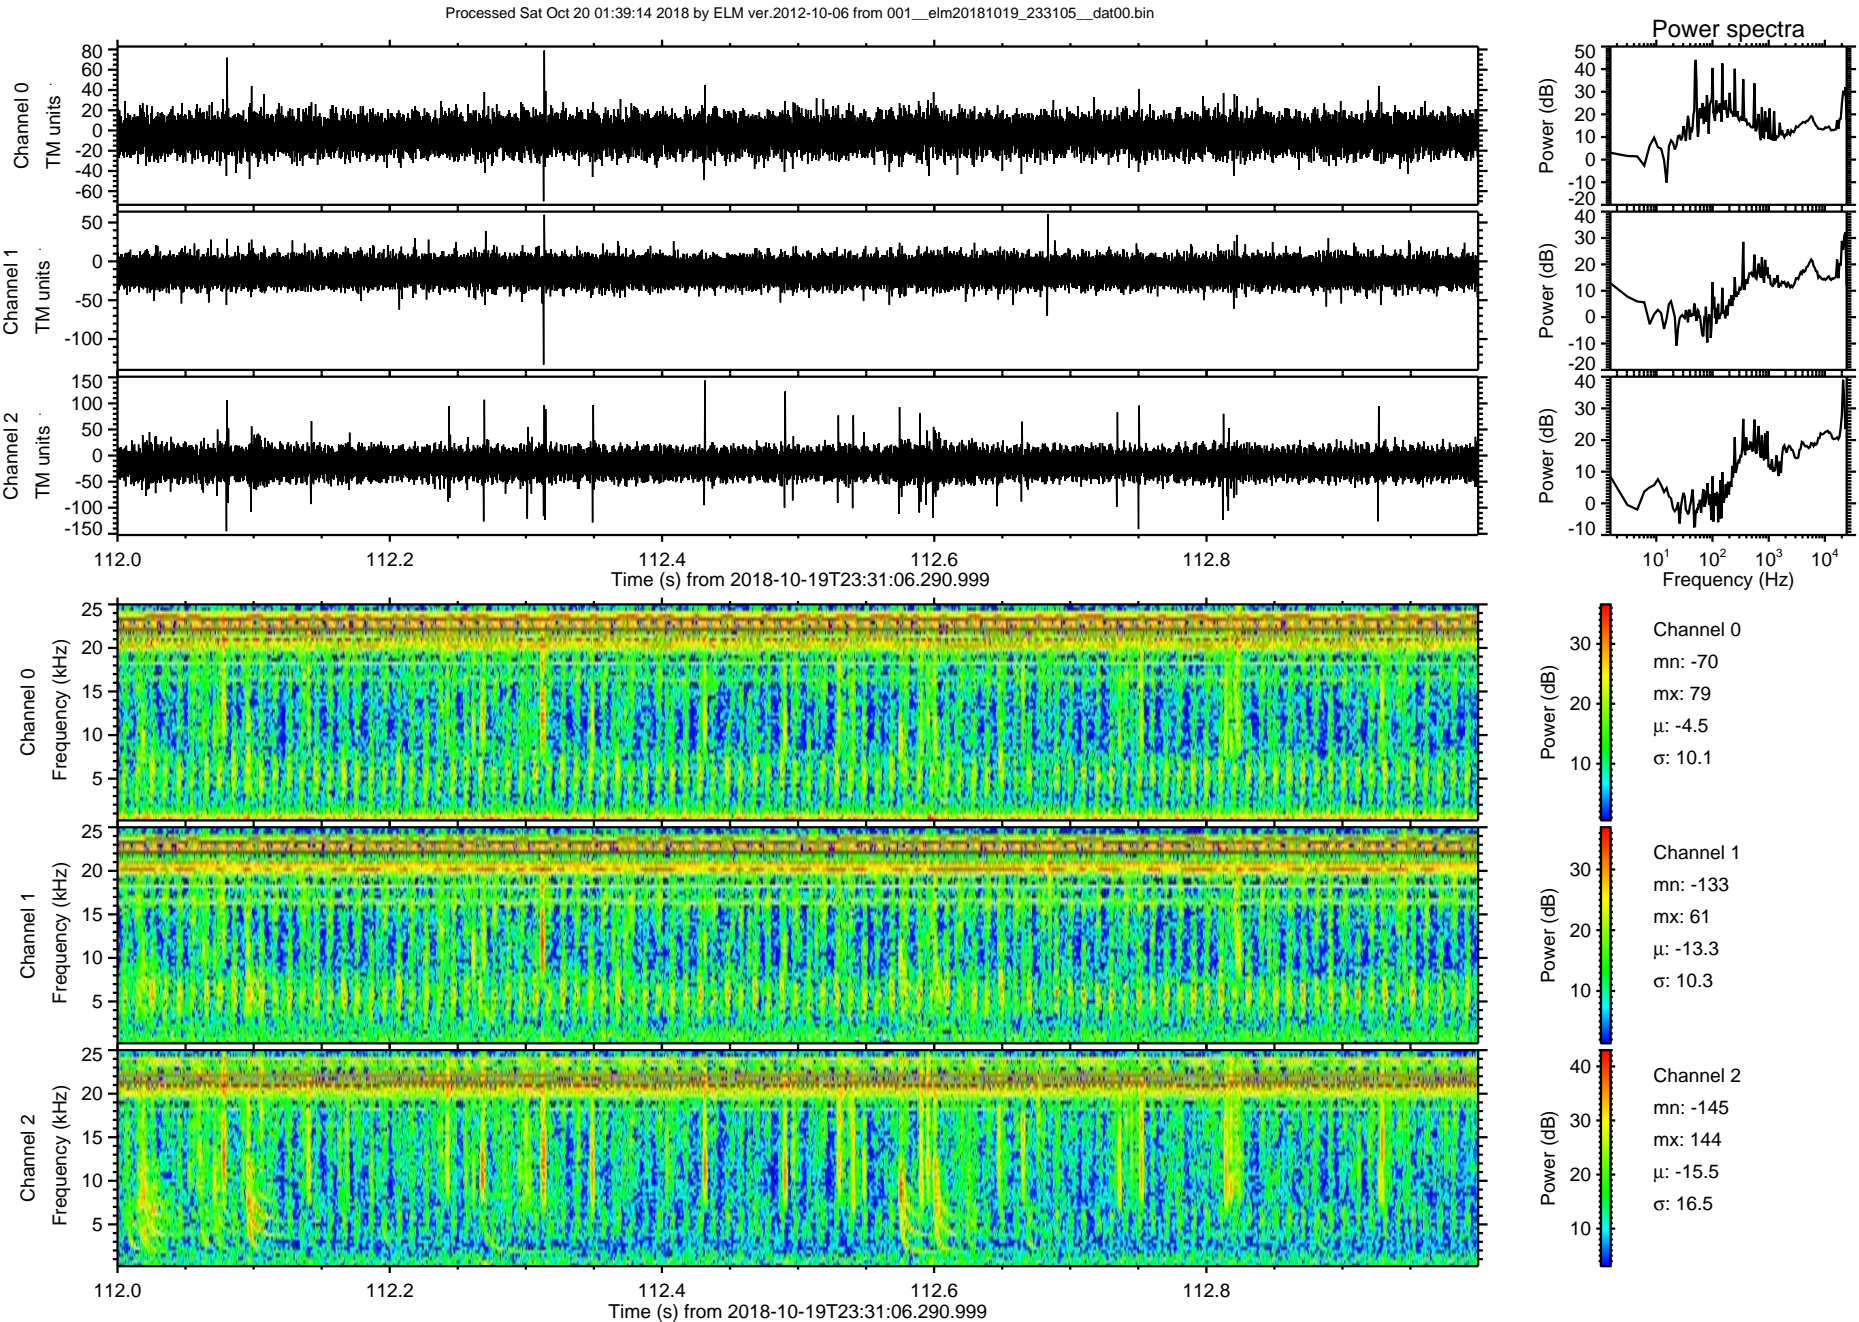 Processed Sat Oct 20 01:39:14 2018 by ELM ver.2012-10-06 from 001__elm20181019_233105__dat00.bin
Power spectra
Channel 0
TM units
80
60
40
20
0
-20
-40
-60
Power (dB)
50
40
30
20
10
0
-10
-20
Channel 1
TM units
50
0
-50
-100
Power (dB)
40
30
20
10
0
-10
-20
Channel 2
TM units
150
100
50
0
-50
-100
-150
Power (dB)
40
30
20
10
0
-10
112.0 112.2 112.4 112.6 112.8
Time (s) from 2018-10-19T23:31:06.290.999
10¹ 10² 10³ 10⁴
Frequency (Hz)
Channel 0
Frequency (kHz)
25
20
15
10
5
Power (dB)
30
20
10
Channel 0
mn: -70
mx: 79
μ: -4.5
σ: 10.1
Channel 1
Frequency (kHz)
25
20
15
10
5
Power (dB)
30
20
10
Channel 1
mn: -133
mx: 61
μ: -13.3
σ: 10.3
Channel 2
Frequency (kHz)
25
20
15
10
5
Power (dB)
40
30
20
10
Channel 2
mn: -145
mx: 144
μ: -15.5
σ: 16.5
112.0 112.2 112.4 112.6 112.8
Time (s) from 2018-10-19T23:31:06.290.999